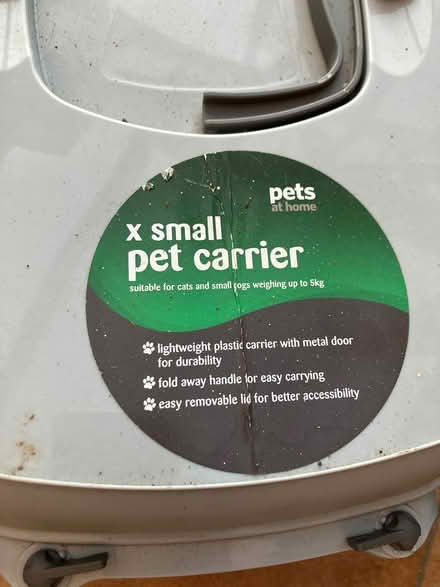 pets
at home
x small
pet carrier
suitable for cats and small dogs weighing up to 5kg
lightweight plastic carrier with metal door
for durability
fold away handle for easy carrying
easy removable lid for better accessibility